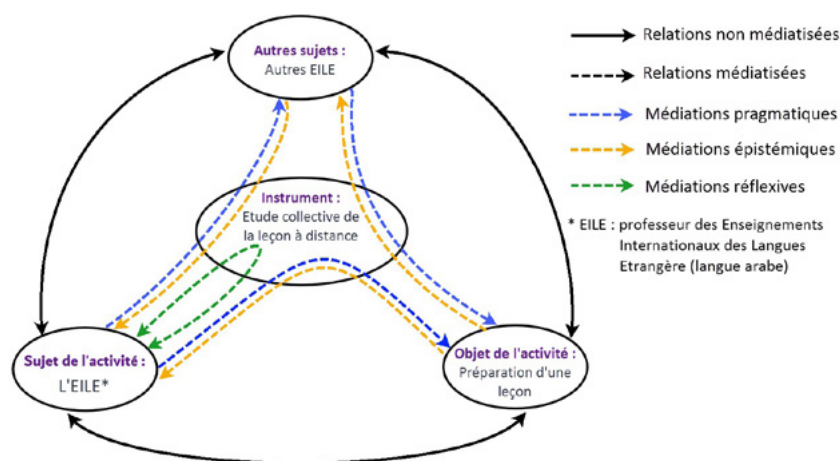 Autres sujets :
Autres EILE
Instrument :
Etude collective de
la leçon à distance
Sujet de l'activité :
L'EILE*
Objet de l'activité :
Préparation d'une
leçon
Relations non médiatisées
Relations médiatisées
Médiations pragmatiques
Médiations épistémiques
Médiations réflexives
* EILE : professeur des Enseignements
Internationaux des Langues
Etrangère (langue arabe)